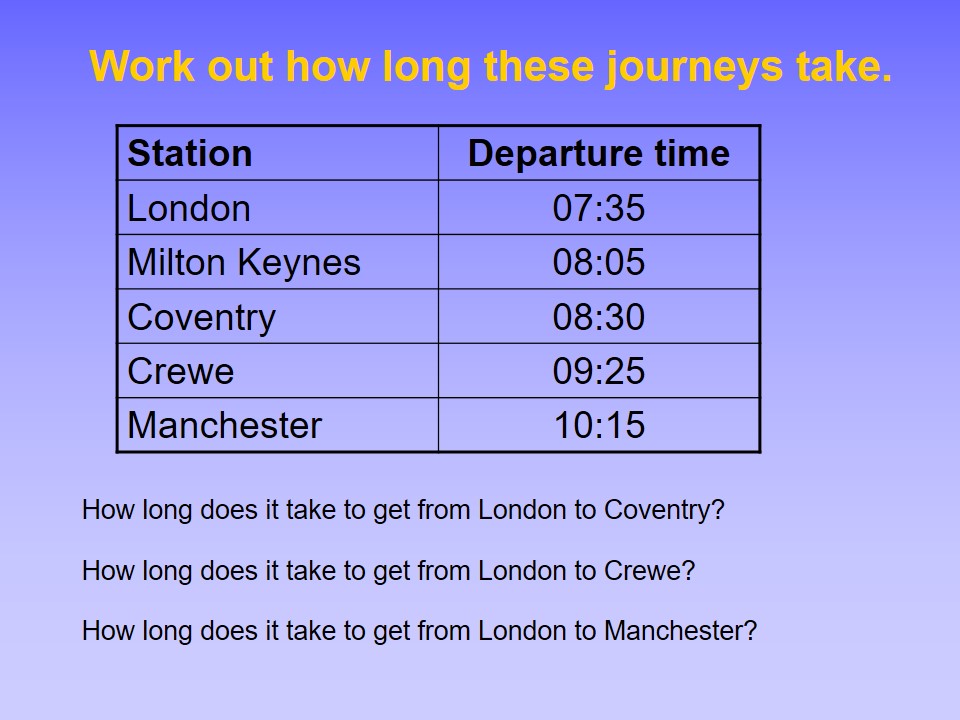 Work out how long these journeys take.
Station Departure time
London 07:35
Milton Keynes 08:05
Coventry 08:30
Crewe 09:25
Manchester 10:15
How long does it take to get from London to Coventry?
How long does it take to get from London to Crewe?
How long does it take to get from London to Manchester?